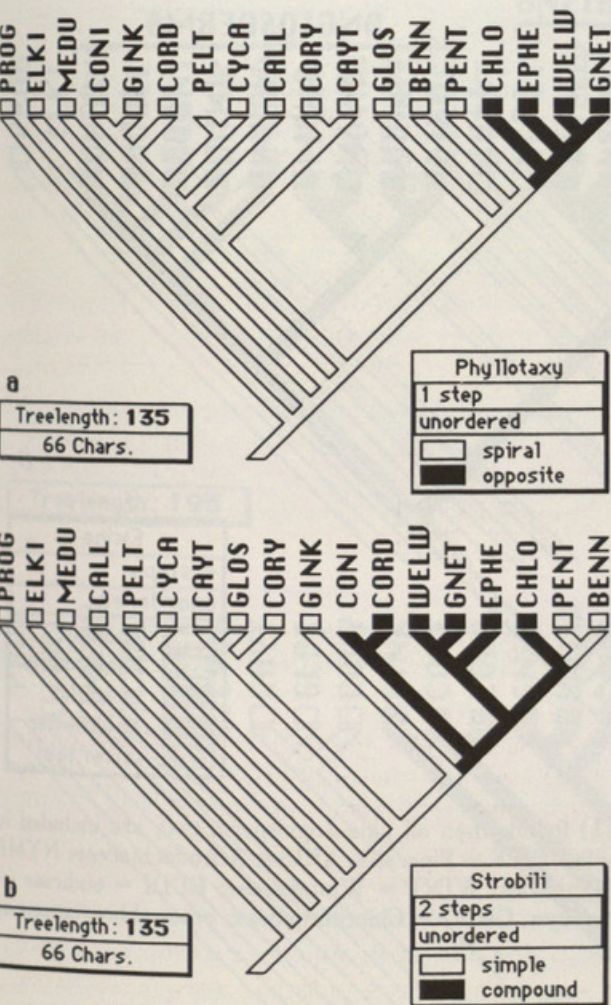 PROG ELKI MEDU CONI GINK CORD PELT CYCA CALL CORY CAYT GLOS BENN PENT CHLO EPHE WELW GNET
a
Treelength: 135
66 Chars.
Phyllotaxy
1 step
unordered
spiral
opposite
PROG ELKI MEDU CALL PELT CYCA CAYT GLOS CORY GINK CONI CORD WELW GNET EPHE CHLO PENT BENN
b
Treelength: 135
66 Chars.
Strobili
2 steps
unordered
simple
compound